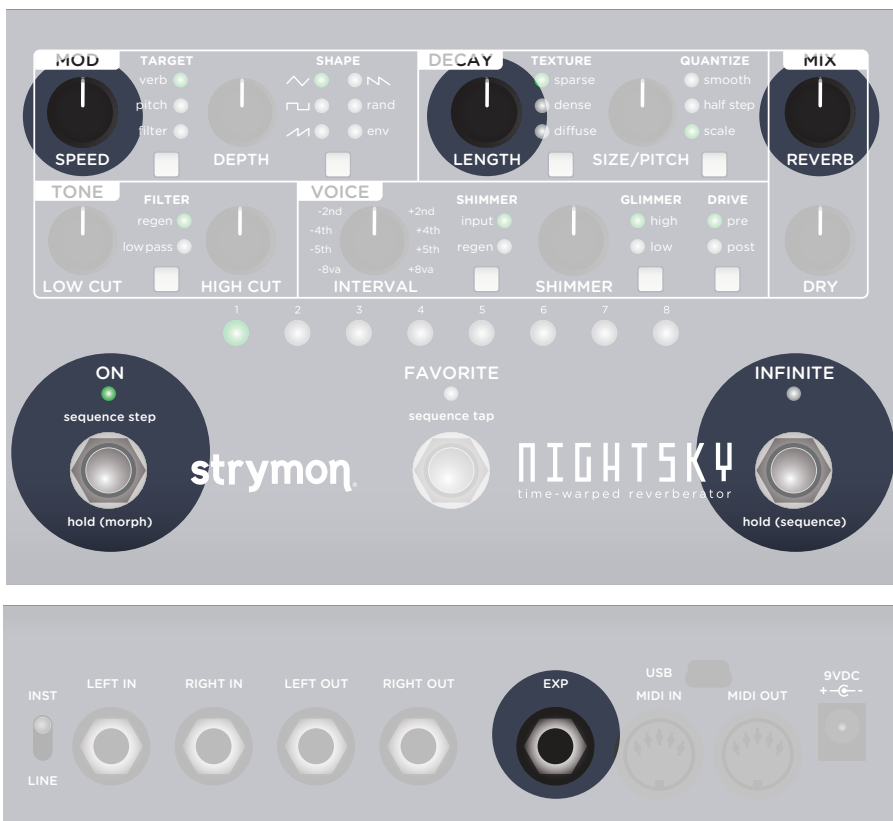 MOD TARGET SHAPE DECAY TEXTURE QUANTIZE MIX
verb sparse smooth
pitch rand dense half step
filter env diffuse scale
SPEED DEPTH LENGTH SIZE/PITCH REVERB
TONE FILTER VOICE SHIMMER GLIMMER DRIVE
-2nd +2nd
regen input high pre
-4th +4th
low pass -5th +5th regen low post
-8va +8va
LOW CUT HIGH CUT INTERVAL SHIMMER DRY
1 2 3 4 5 6 7 8
ON FAVORITE INFINITE
sequence step sequence tap
strymon® NIGHTSKY
time-warped reverberator
hold (morph) hold (sequence)
USB 9VDC
LEFT IN RIGHT IN LEFT OUT RIGHT OUT EXP
INST MIDI IN MIDI OUT + -
LINE